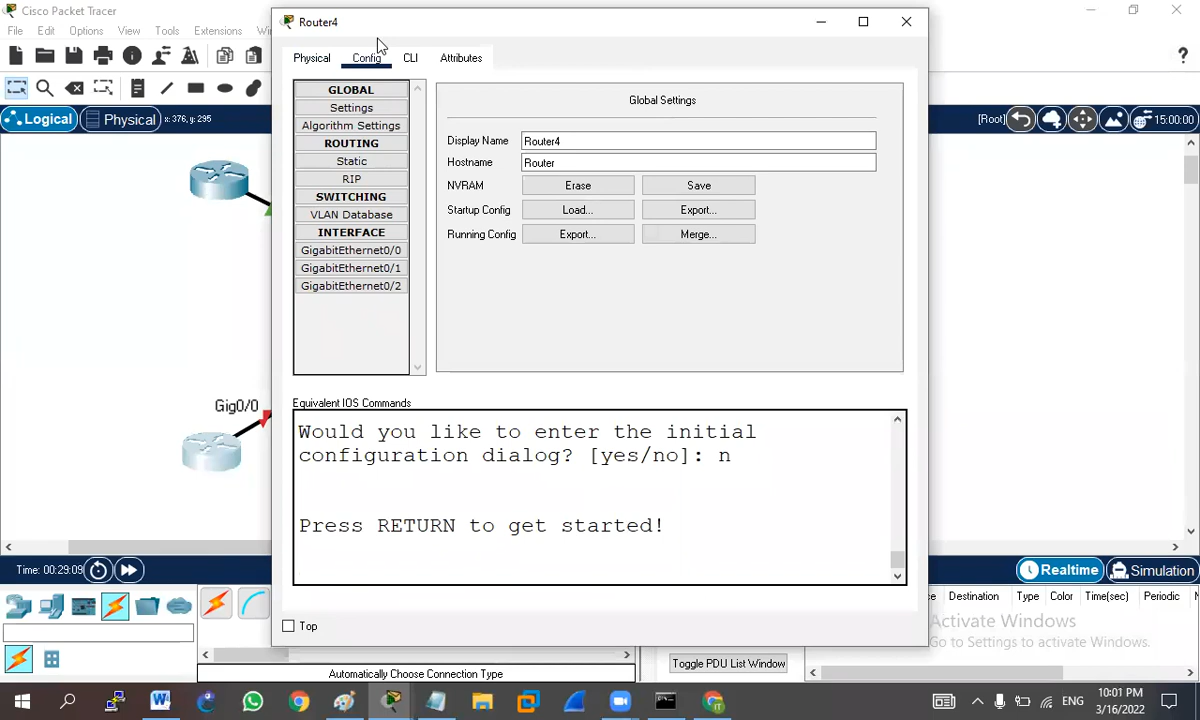 Cisco Packet Tracer
File Edit Options View Tools Extensions
Router4
Physical Config CLI Attributes
Logical Physical x: 376, y: 295
[Root] 15:00:00
GLOBAL
Settings
Algorithm Settings
ROUTING
Static
RIP
SWITCHING
VLAN Database
INTERFACE
GigabitEthernet0/0
GigabitEthernet0/1
GigabitEthernet0/2
Global Settings
Display Name Router4
Hostname Router
NVRAM Erase Save
Startup Config Load... Export...
Running Config Export... Merge...
Gig0/0
Equivalent IOS Commands
Would you like to enter the initial
configuration dialog? [yes/no]: n
Press RETURN to get started!
Top
Time: 00:29:09
Realtime Simulation
Destination Type Color Time(sec) Periodic
Activate Windows
Go to Settings to activate Windows.
Automatically Choose Connection Type
Toggle PDU List Window
ENG
10:01 PM
3/16/2022